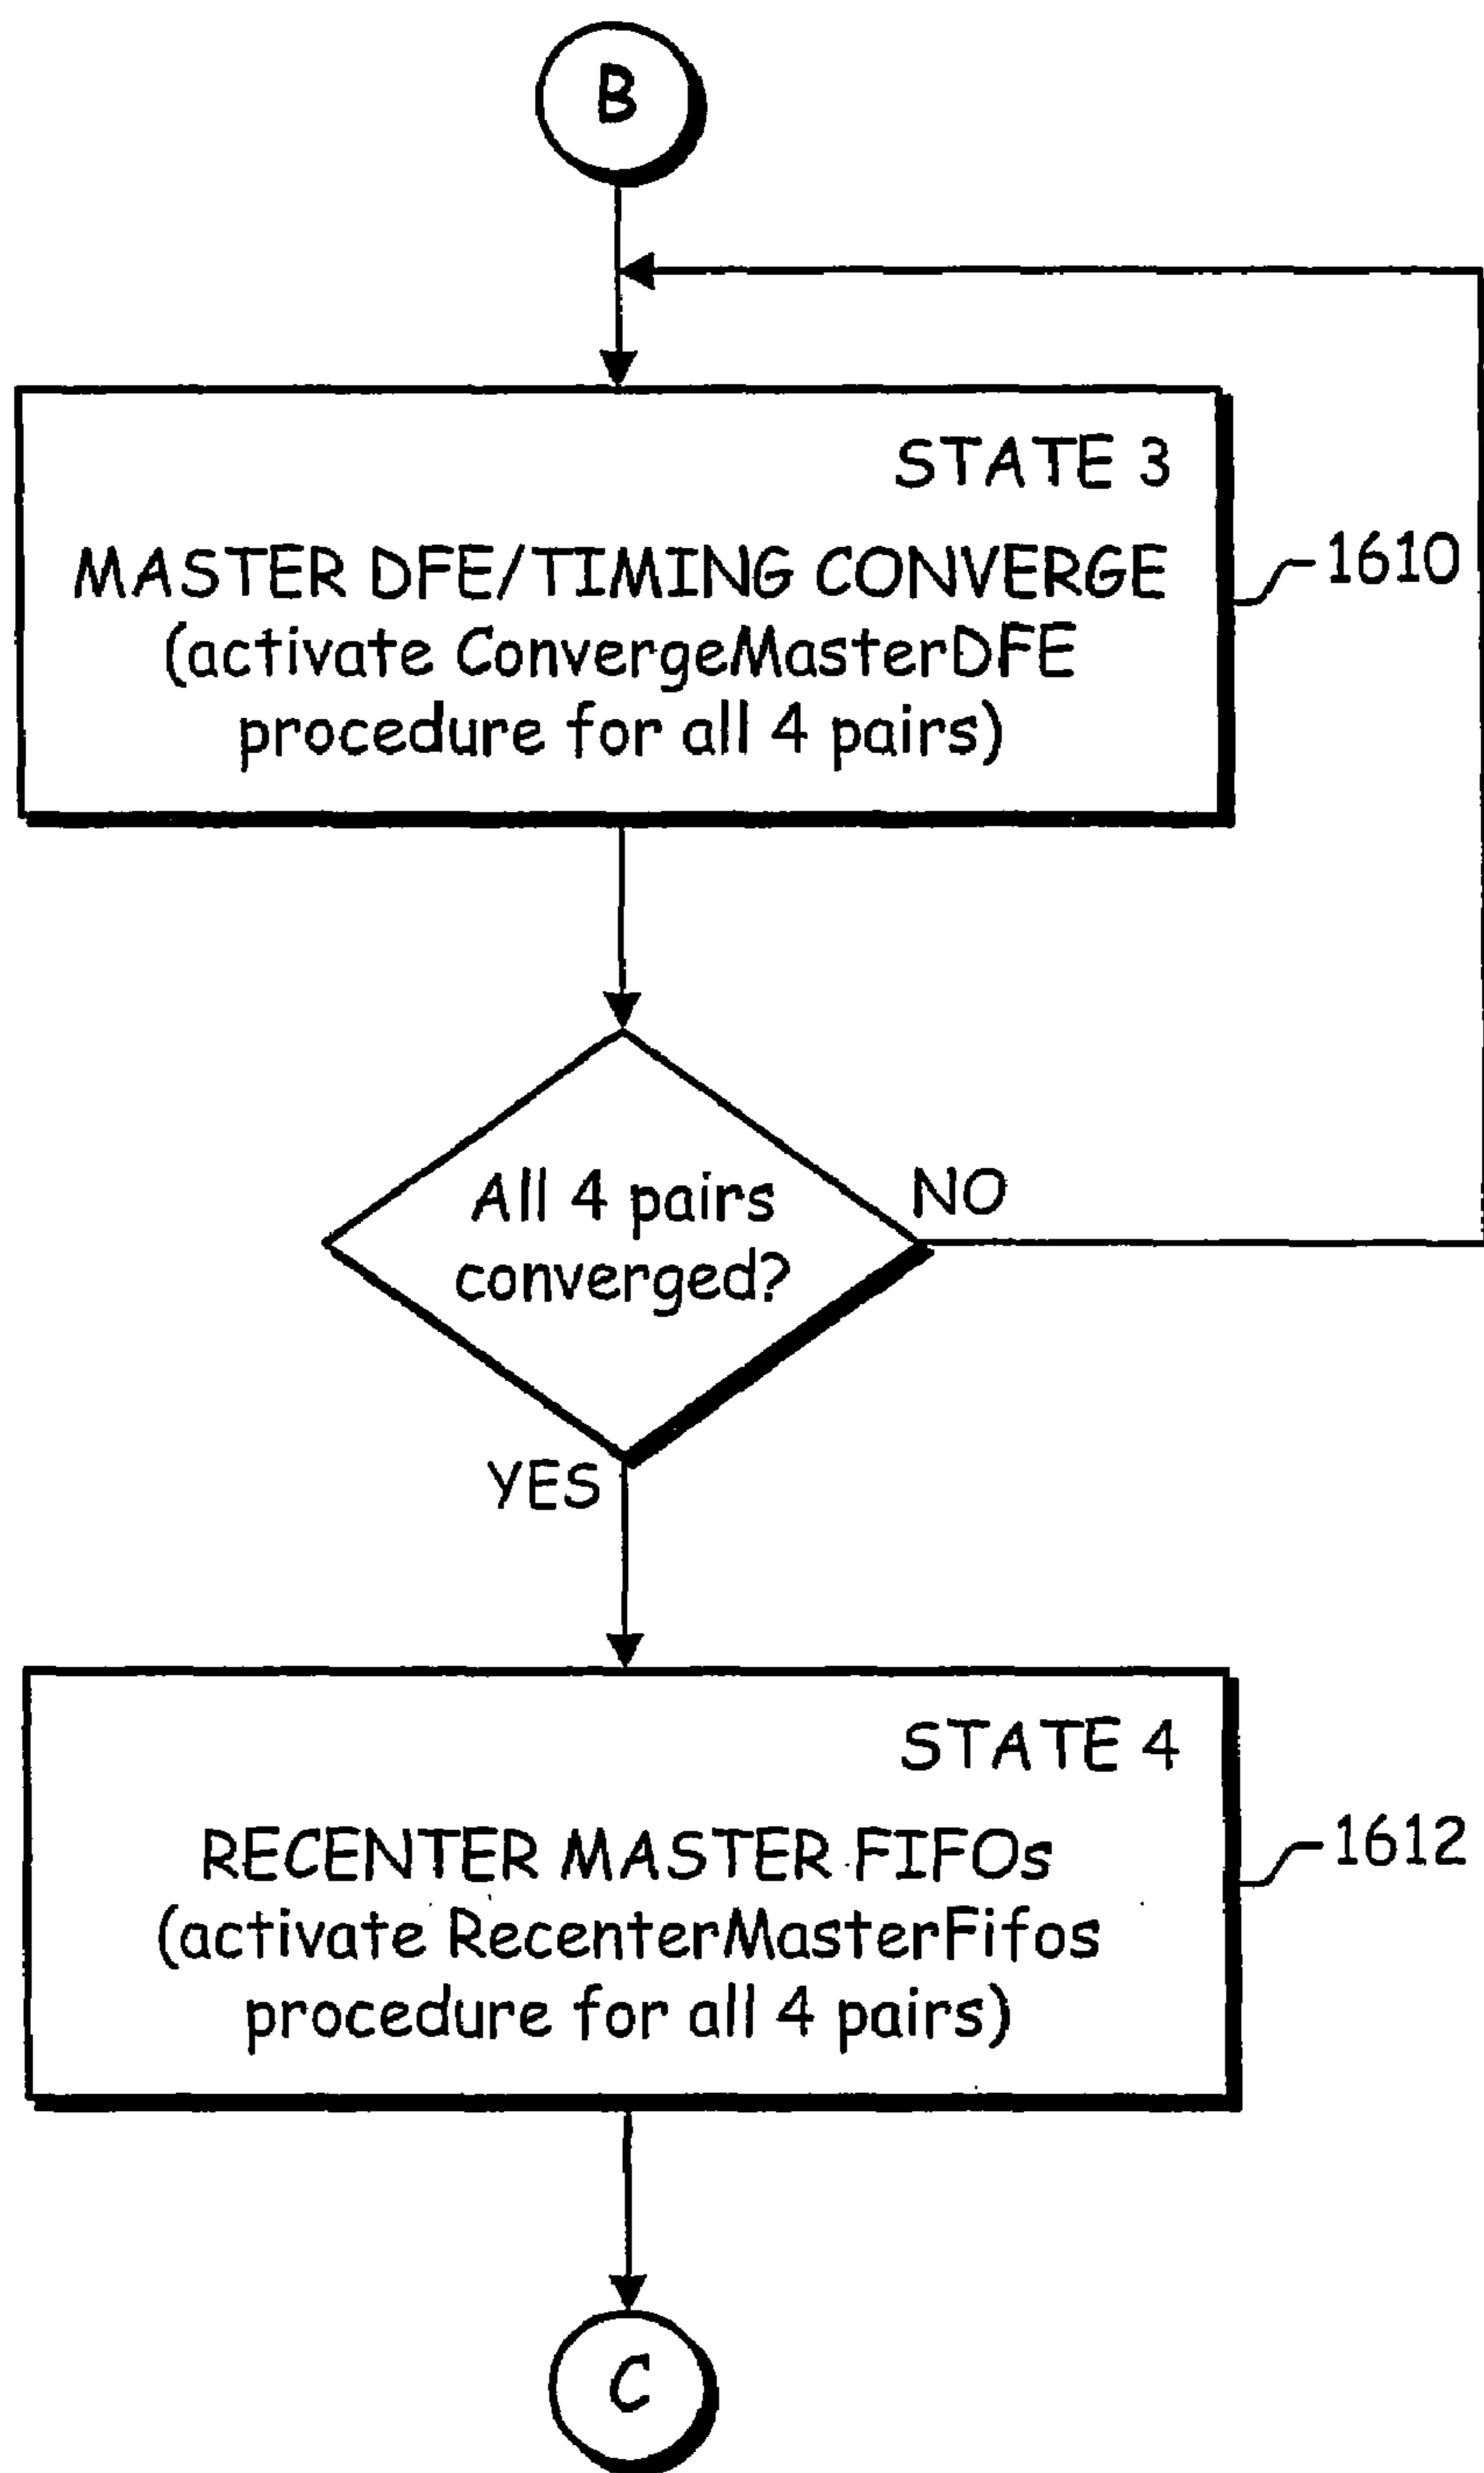 B
STATE 3
MASTER DFE/TIMING CONVERGE
(activate ConvergeMasterDFE
procedure for all 4 pairs)
1610
All 4 pairs
converged?
NO
YES
STATE 4
RECENTER MASTER FIFOs
(activate RecenterMasterFifos
procedure for all 4 pairs)
1612
C